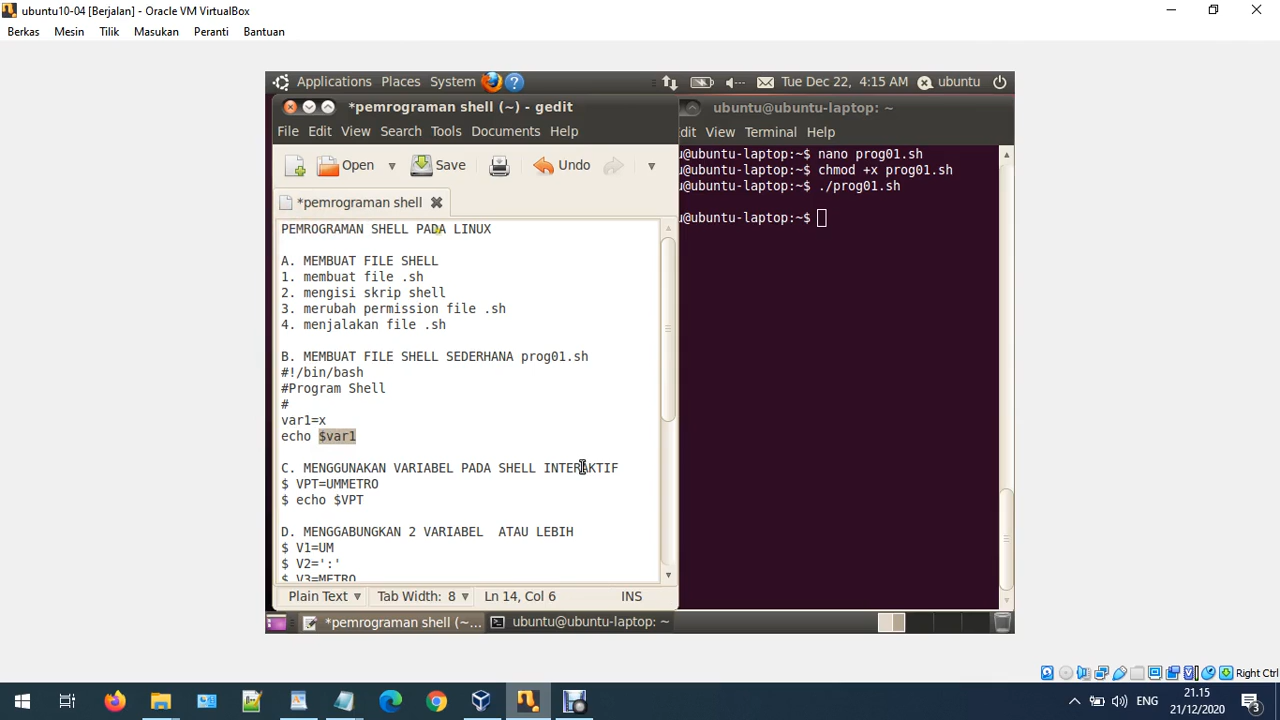 ubuntu10-04 [Berjalan] - Oracle VM VirtualBox
Berkas Mesin Tilik Masukan Peranti Bantuan
Applications Places System Tue Dec 22, 4:15 AM ubuntu
*pemrograman shell (~) - gedit
File Edit View Search Tools Documents Help
Open Save Undo
*pemrograman shell
PEMROGRAMAN SHELL PADA LINUX
A. MEMBUAT FILE SHELL
1. membuat file .sh
2. mengisi skrip shell
3. merubah permission file .sh
4. menjalakan file .sh
B. MEMBUAT FILE SHELL SEDERHANA prog01.sh
#!/bin/bash
#Program Shell
#
var1=x
echo $var1
C. MENGGUNAKAN VARIABEL PADA SHELL INTERAKTIF
$ VPT=UMMETRO
$ echo $VPT
D. MENGGABUNGKAN 2 VARIABEL  ATAU LEBIH
$ V1=UM
$ V2=':'
$ V3=METRO
Plain Text Tab Width: 8 Ln 14, Col 6 INS
ubuntu@ubuntu-laptop: ~
dit View Terminal Help
u@ubuntu-laptop:~$ nano prog01.sh
u@ubuntu-laptop:~$ chmod +x prog01.sh
u@ubuntu-laptop:~$ ./prog01.sh
u@ubuntu-laptop:~$
*pemrograman shell (~... ubuntu@ubuntu-laptop: ~
Right Ctrl
ENG
21.15
21/12/2020
3